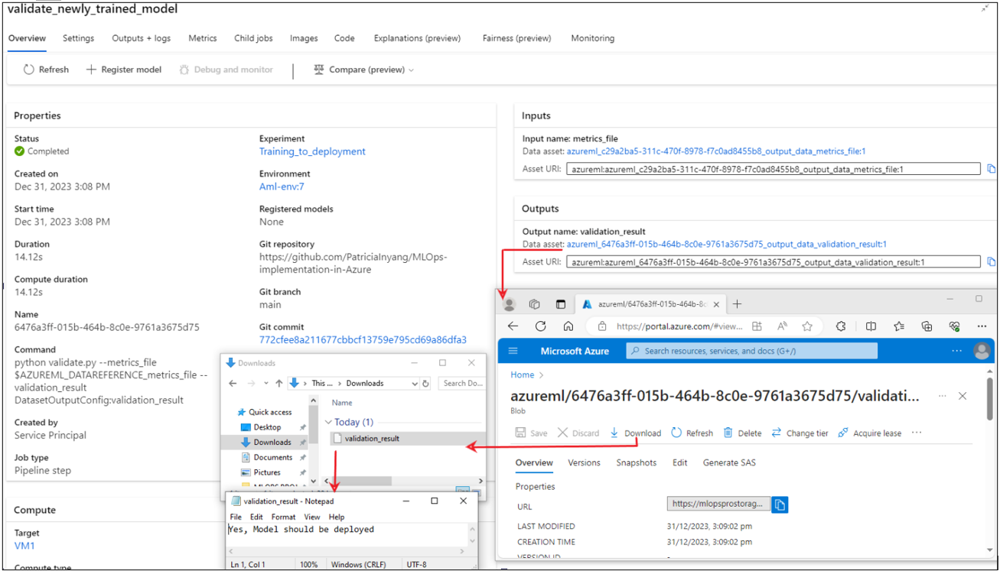 validate_newly_trained_model
Overview Settings Outputs + logs Metrics Child jobs Images Code Explanations (preview) Fairness (preview) Monitoring
Refresh Register model Debug and monitor Compare (preview)
Properties
Status
Completed
Created on
Dec 31, 2023 3:08 PM
Start time
Dec 31, 2023 3:08 PM
Duration
14.12s
Compute duration
14.12s
Name
6476a3ff-015b-464b-8c0e-9761a3675d75
Command
python validate.py --metrics_file
$AZUREML_DATAREFERENCE_metrics_file --
validation_result
DatasetOutputConfig:validation_result
Created by
Service Principal
Job type
Pipeline step
Experiment
Training_to_deployment
Environment
Aml-env:7
Registered models
None
Git repository
https://github.com/PatriciaInyang/MLOps-
implementation-in-Azure
Git branch
main
Git commit
772cfee8a211677cbbcf13759e795cd69a86dfa3
Compute
Target
VM1
Compute type
Inputs
Input name: metrics_file
Data asset: azureml_c29a2ba5-311c-470f-8978-f7c0ad8455b8_output_data_metrics_file:1
Asset URI: azureml:azureml_c29a2ba5-311c-470f-8978-f7c0ad8455b8_output_data_metrics_file:1
Outputs
Output name: validation_result
Data asset: azureml_6476a3ff-015b-464b-8c0e-9761a3675d75_output_data_validation_result:1
Asset URI: azureml:azureml_6476a3ff-015b-464b-8c0e-9761a3675d75_output_data_validation_result:1
Downloads
This ... Downloads Search Do...
Name
Quick access
Desktop
Downloads
Documents
Pictures
Today (1)
validation_result
validation_result - Notepad
File Edit Format View Help
Yes, Model should be deployed
Ln 1, Col 1 100% Windows (CRLF) UTF-8
azureml/6476a3ff-015b-464b-8c
https://portal.azure.com/#view...
Microsoft Azure Search resources, services, and docs (G+/)
Home
azureml/6476a3ff-015b-464b-8c0e-9761a3675d75/validati...
Blob
Save Discard Download Refresh Delete Change tier Acquire lease
Overview Versions Snapshots Edit Generate SAS
Properties
URL https://mlopsprostorag...
LAST MODIFIED 31/12/2023, 3:09:02 pm
CREATION TIME 31/12/2023, 3:09:02 pm
VERSION ID -